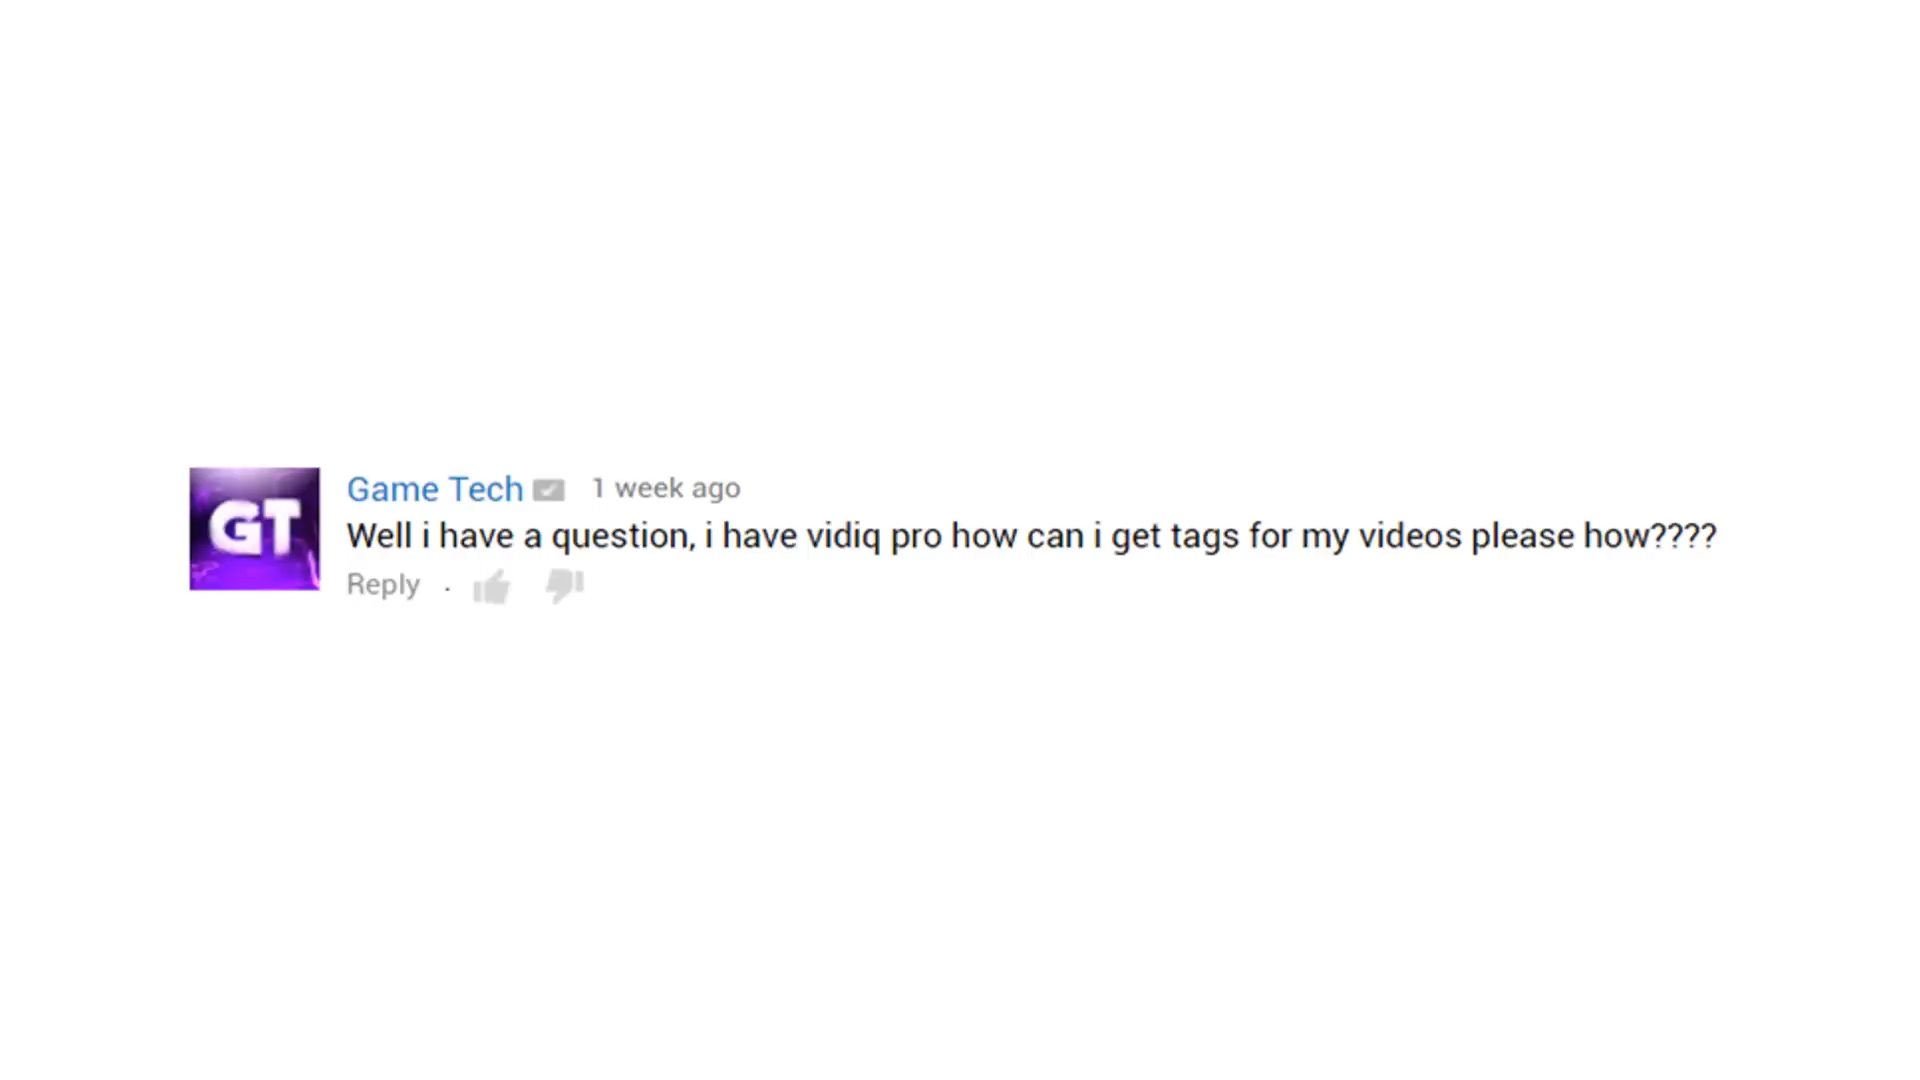 GT
Game Tech 1 week ago
Well i have a question, i have vidiq pro how can i get tags for my videos please how????
Reply .